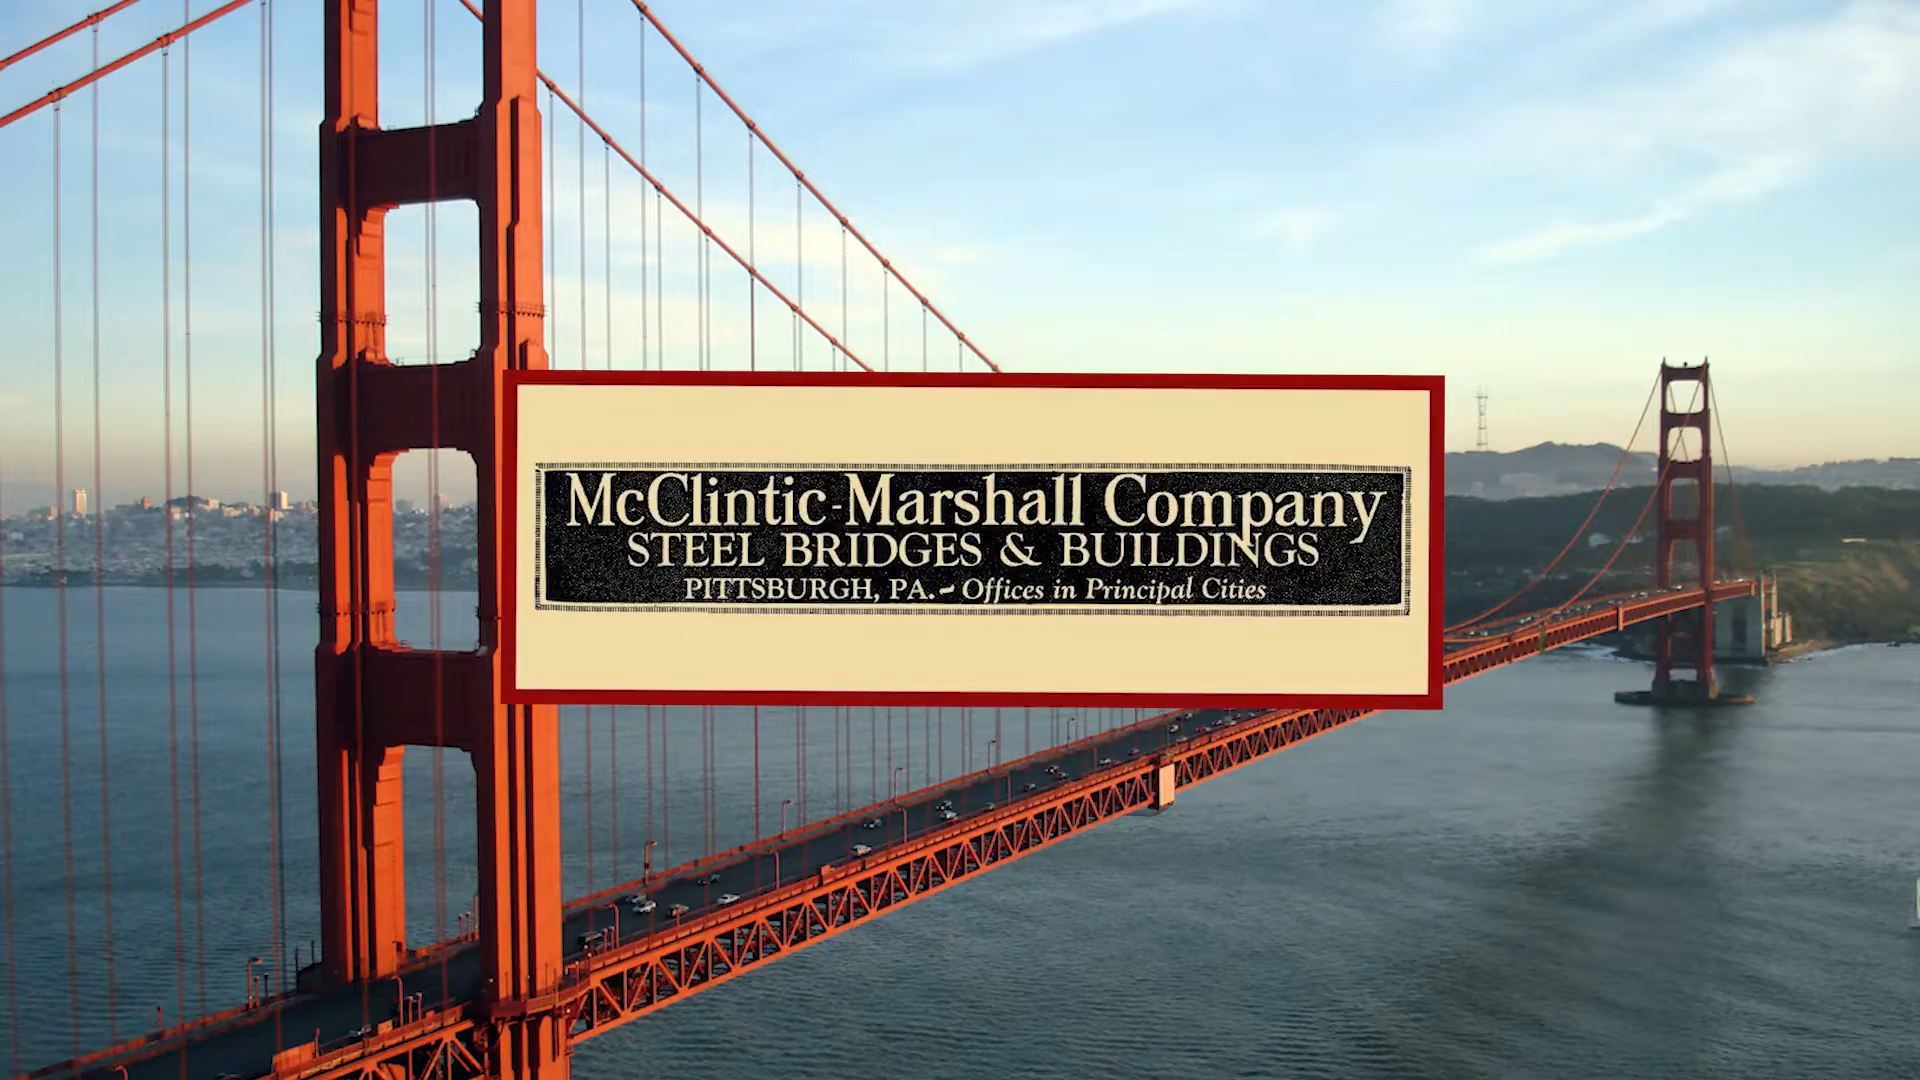 McClintic-Marshall Company
STEEL BRIDGES & BUILDINGS
PITTSBURGH, PA.-Offices in Principal Cities